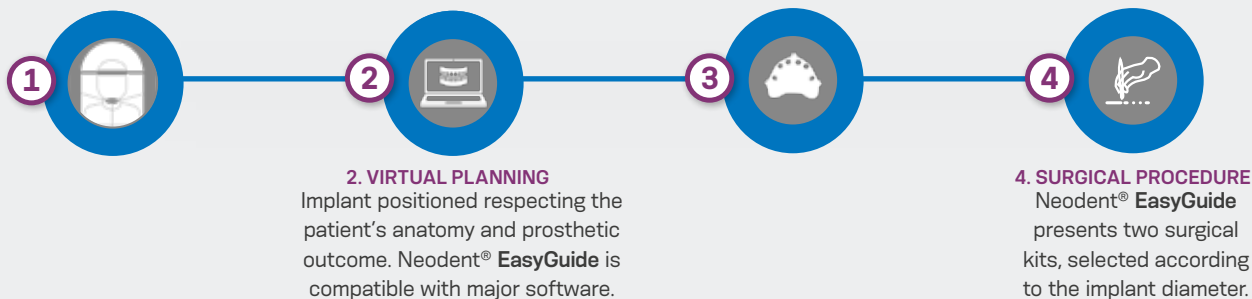 1
2
3
4
2. VIRTUAL PLANNING
Implant positioned respecting the
patient's anatomy and prosthetic
outcome. Neodent® EasyGuide is
compatible with major software.
4. SURGICAL PROCEDURE
Neodent® EasyGuide
presents two surgical
kits, selected according
to the implant diameter.